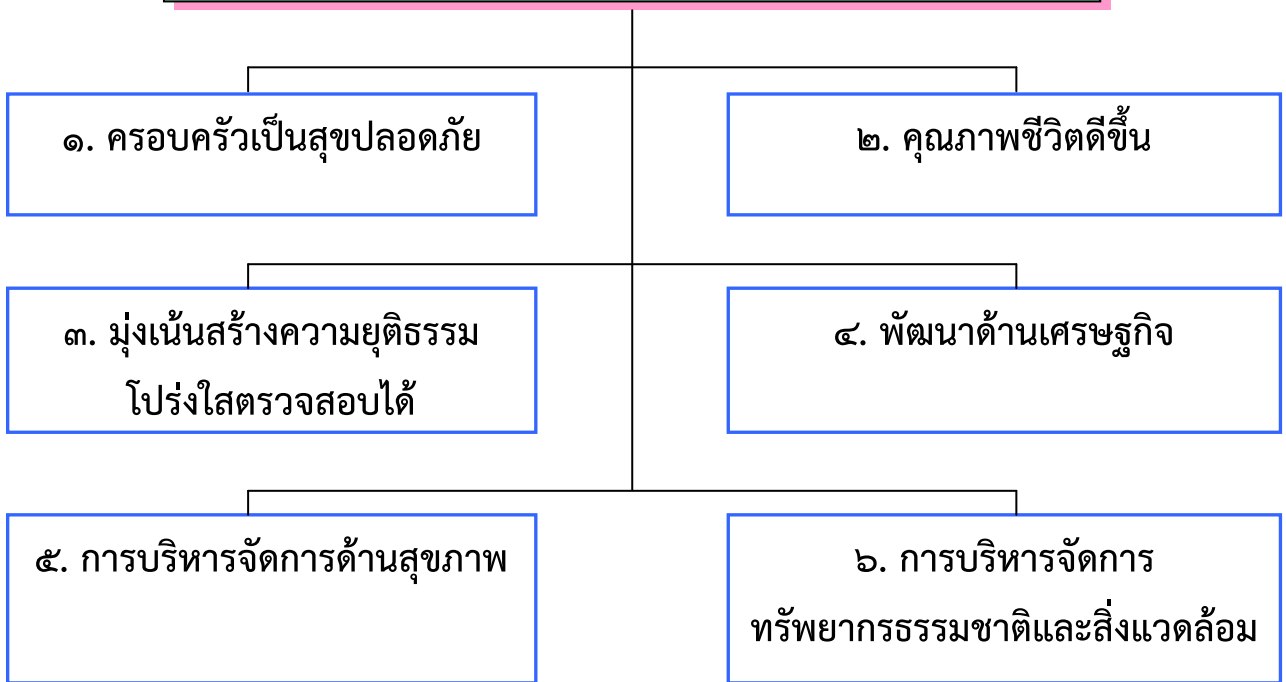 ๑. ครอบครัวเป็นสุขปลอดภัย
๒. คุณภาพชีวิตดีขึ้น
๓. มุ่งเน้นสร้างความยุติธรรม
โปร่งใสตรวจสอบได้
๔. พัฒนาด้านเศรษฐกิจ
๕. การบริหารจัดการด้านสุขภาพ
๖. การบริหารจัดการ
ทรัพยากรธรรมชาติและสิ่งแวดล้อม